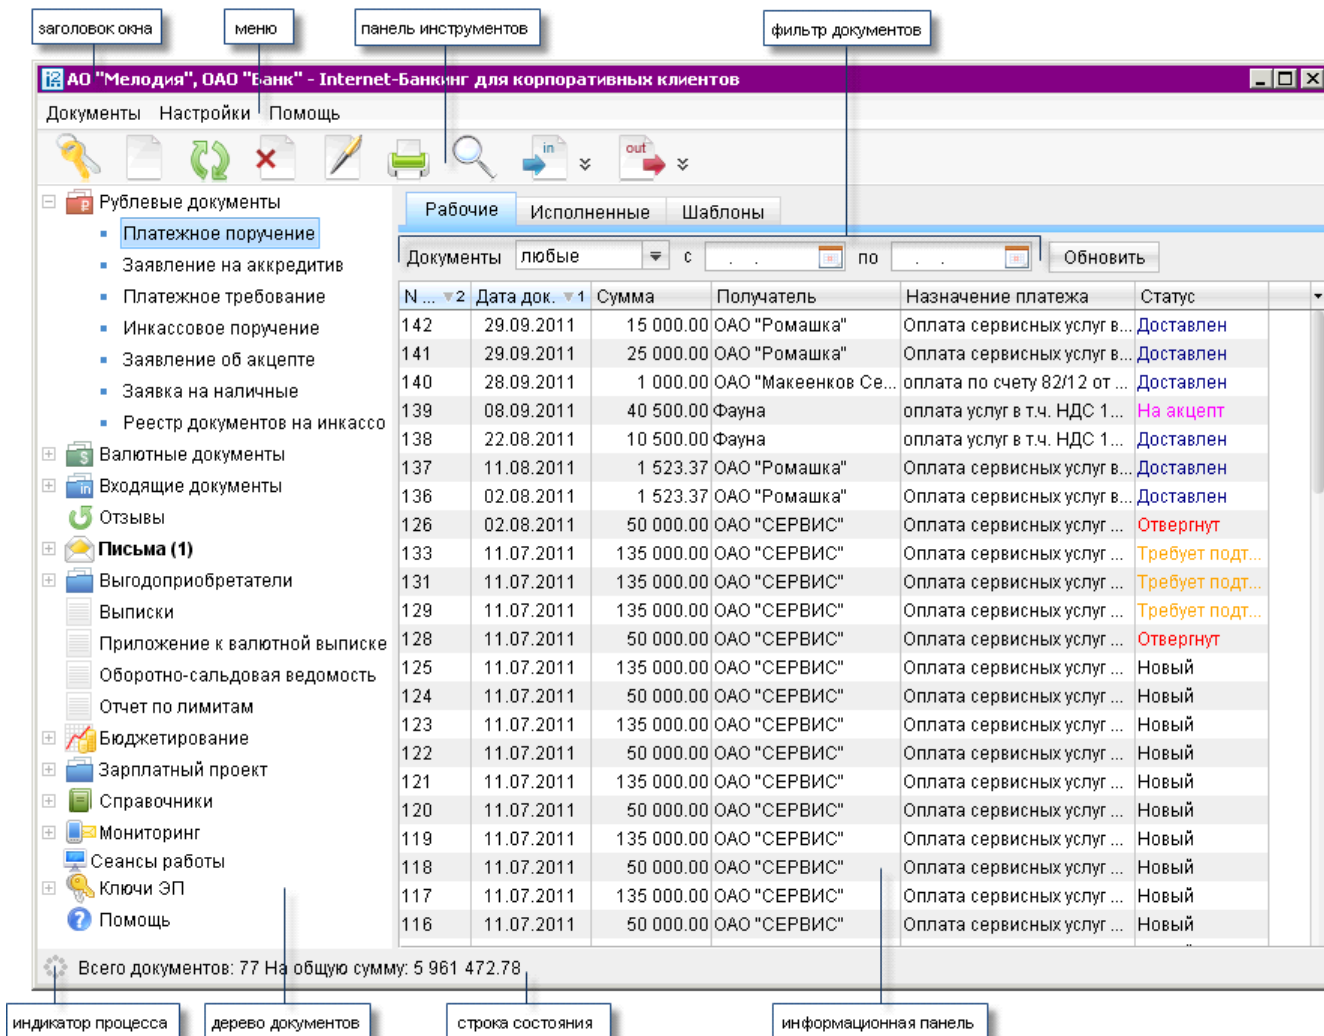 заголовок окна меню панель инструментов фильтр документов
АО "Мелодия", ОАО "Банк" - Internet-Банкинг для корпоративных клиентов
Документы Настройки Помощь
in out
Рублевые документы
Платежное поручение
Заявление на аккредитив
Платежное требование
Инкассовое поручение
Заявление об акцепте
Заявка на наличные
Реестр документов на инкассо
Валютные документы
Входящие документы
Отзывы
Письма (1)
Выгодоприобретатели
Выписки
Приложение к валютной выписке
Оборотно-сальдовая ведомость
Отчет по лимитам
Бюджетирование
Зарплатный проект
Справочники
Мониторинг
Сеансы работы
Ключи ЭП
Помощь
Рабочие Исполненные Шаблоны
Документы любые с . . по . . Обновить
N ... 2 Дата док. 1 Сумма Получатель Назначение платежа Статус
142 29.09.2011 15 000.00 ОАО "Ромашка" Оплата сервисных услуг в... Доставлен
141 29.09.2011 25 000.00 ОАО "Ромашка" Оплата сервисных услуг в... Доставлен
140 28.09.2011 1 000.00 ОАО "Макеенков Се... оплата по счету 82/12 от ... Доставлен
139 08.09.2011 40 500.00 Фауна оплата услуг в т.ч. НДС 1... На акцепт
138 22.08.2011 10 500.00 Фауна оплата услуг в т.ч. НДС 1... Доставлен
137 11.08.2011 1 523.37 ОАО "Ромашка" Оплата сервисных услуг в... Доставлен
136 02.08.2011 1 523.37 ОАО "Ромашка" Оплата сервисных услуг в... Доставлен
126 02.08.2011 50 000.00 ОАО "СЕРВИС" Оплата сервисных услуг ... Отвергнут
133 11.07.2011 135 000.00 ОАО "СЕРВИС" Оплата сервисных услуг ... Требует подт...
131 11.07.2011 135 000.00 ОАО "СЕРВИС" Оплата сервисных услуг ... Требует подт...
129 11.07.2011 135 000.00 ОАО "СЕРВИС" Оплата сервисных услуг ... Требует подт...
128 11.07.2011 50 000.00 ОАО "СЕРВИС" Оплата сервисных услуг ... Отвергнут
125 11.07.2011 135 000.00 ОАО "СЕРВИС" Оплата сервисных услуг ... Новый
124 11.07.2011 50 000.00 ОАО "СЕРВИС" Оплата сервисных услуг ... Новый
123 11.07.2011 135 000.00 ОАО "СЕРВИС" Оплата сервисных услуг ... Новый
122 11.07.2011 50 000.00 ОАО "СЕРВИС" Оплата сервисных услуг ... Новый
121 11.07.2011 135 000.00 ОАО "СЕРВИС" Оплата сервисных услуг ... Новый
120 11.07.2011 50 000.00 ОАО "СЕРВИС" Оплата сервисных услуг ... Новый
119 11.07.2011 135 000.00 ОАО "СЕРВИС" Оплата сервисных услуг ... Новый
118 11.07.2011 50 000.00 ОАО "СЕРВИС" Оплата сервисных услуг ... Новый
117 11.07.2011 135 000.00 ОАО "СЕРВИС" Оплата сервисных услуг ... Новый
116 11.07.2011 50 000.00 ОАО "СЕРВИС" Оплата сервисных услуг ... Новый
Всего документов: 77 На общую сумму: 5 961 472.78
индикатор процесса дерево документов строка состояния информационная панель